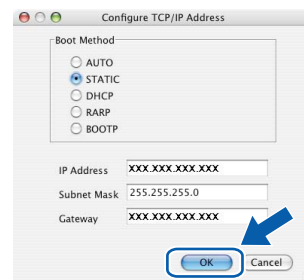 Configure TCP/IP Address
Boot Method
AUTO
STATIC
DHCP
RARP
BOOTP
IP Address XXX.XXX.XXX.XXX
Subnet Mask 255.255.255.0
Gateway XXX.XXX.XXX.XXX
OK Cancel